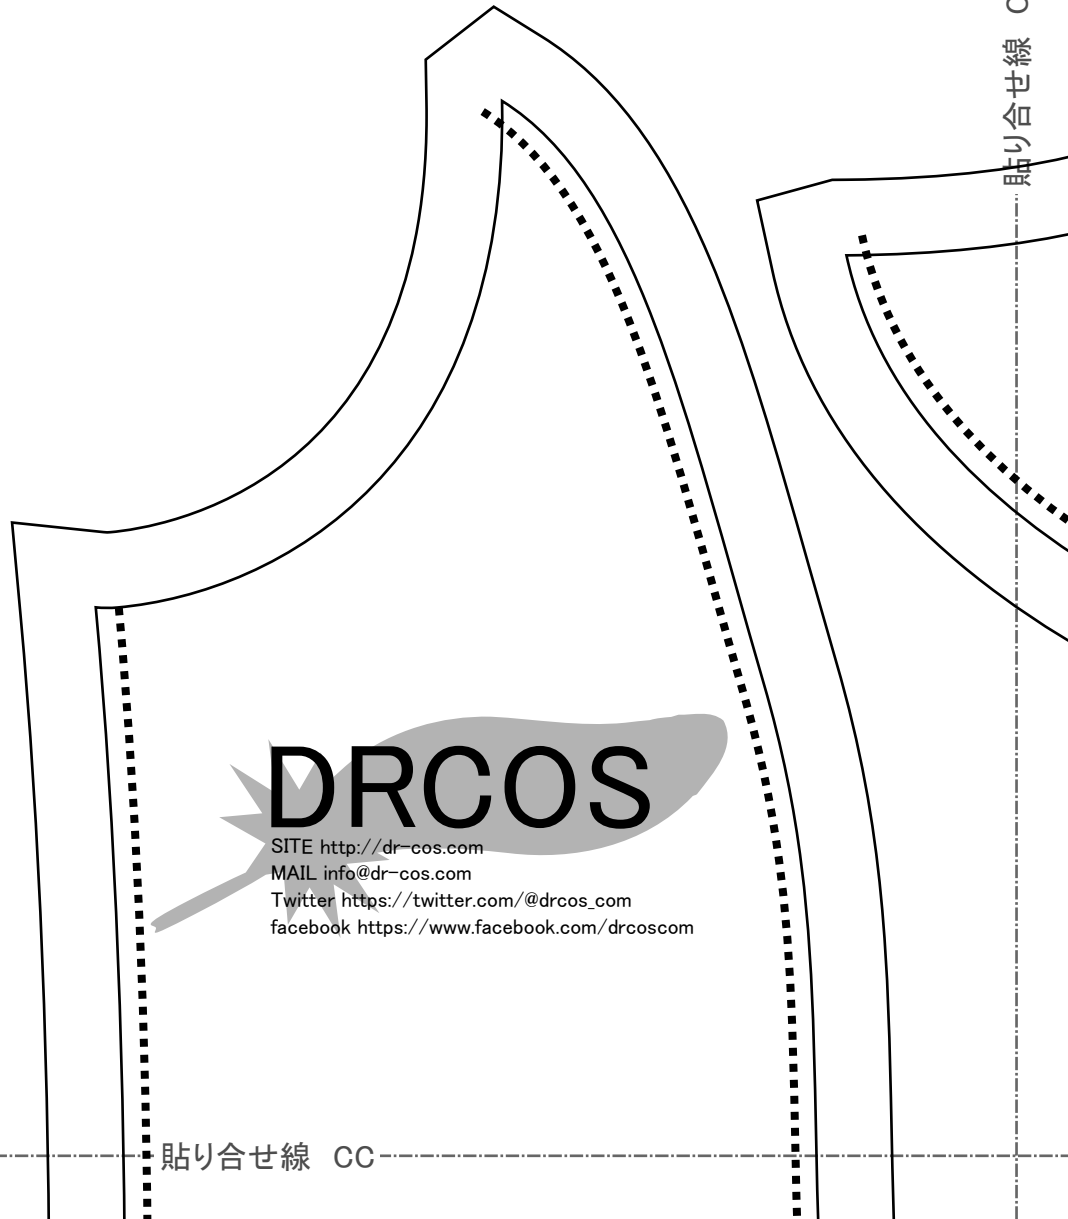 貼り合せ線 C
DRCOS
SITE http://dr-cos.com
MAIL info@dr-cos.com
Twitter https://twitter.com/@drcos_com
facebook https://www.facebook.com/drcoscom
貼り合せ線 CC